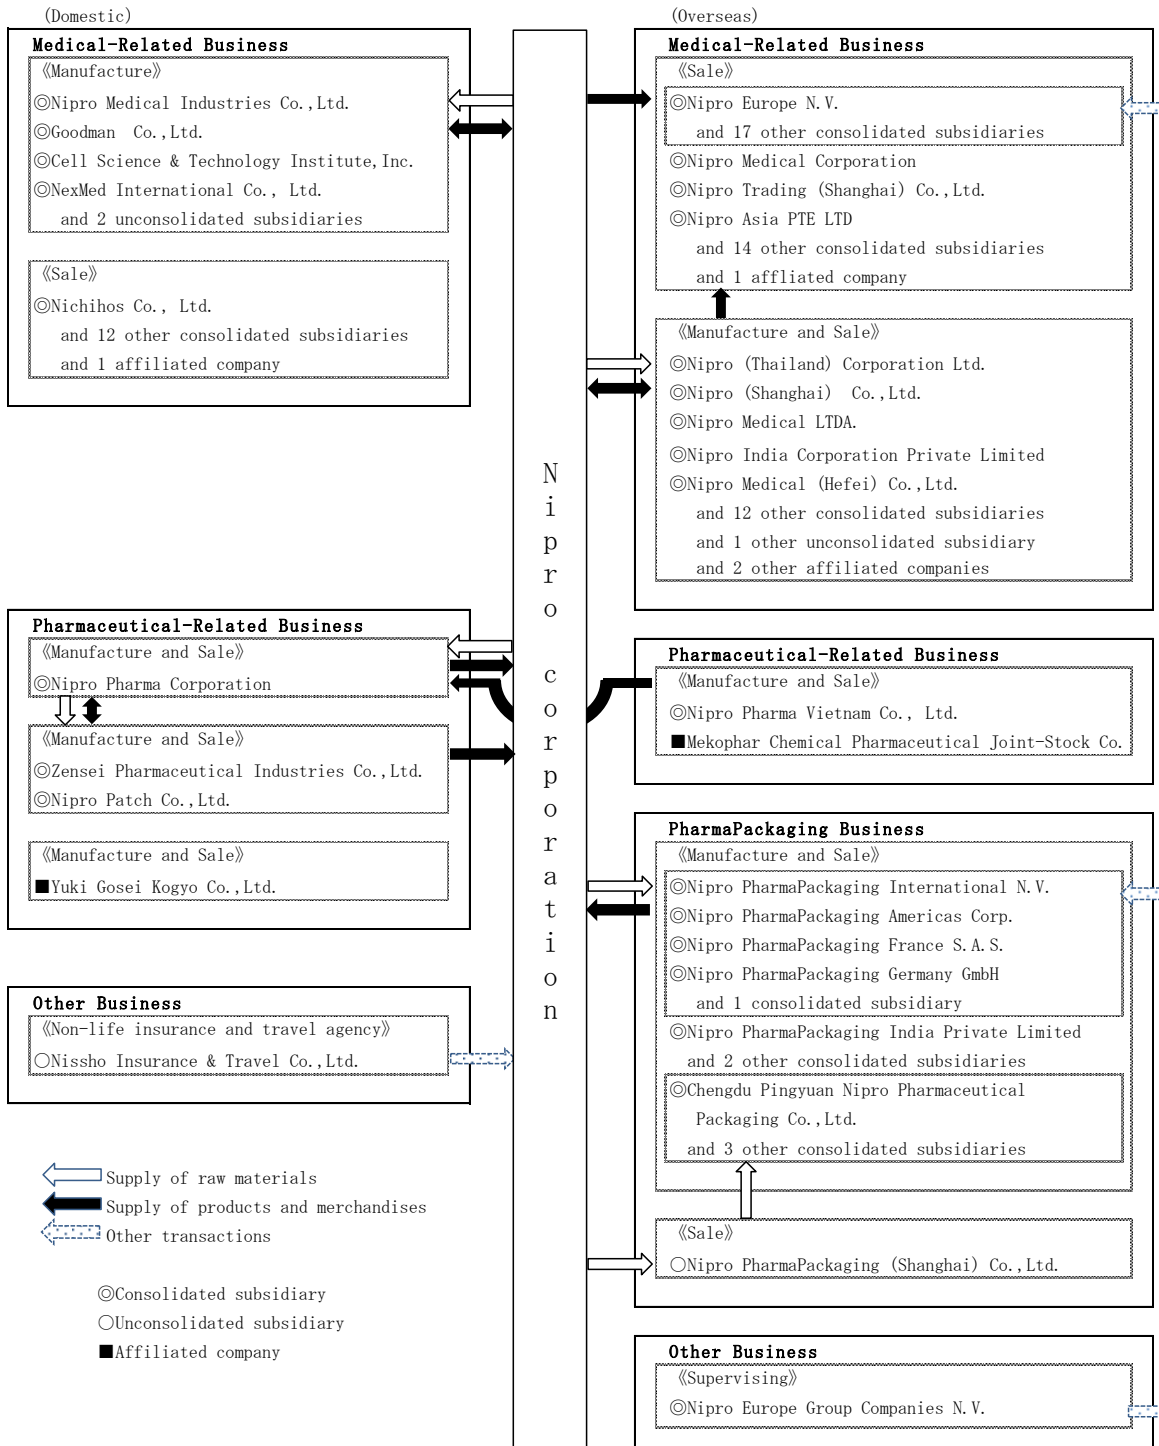 (Domestic)
Medical-Related Business
《Manufacture》
◎Nipro Medical Industries Co.,Ltd.
◎Goodman Co.,Ltd.
◎Cell Science & Technology Institute,Inc.
◎NexMed International Co., Ltd.
and 2 unconsolidated subsidiaries
《Sale》
◎Nichihos Co., Ltd.
and 12 other consolidated subsidiaries
and 1 affiliated company
Pharmaceutical-Related Business
《Manufacture and Sale》
◎Nipro Pharma Corporation
《Manufacture and Sale》
◎Zensei Pharmaceutical Industries Co.,Ltd.
◎Nipro Patch Co.,Ltd.
《Manufacture and Sale》
■Yuki Gosei Kogyo Co.,Ltd.
Other Business
《Non-life insurance and travel agency》
○Nissho Insurance & Travel Co.,Ltd.
Supply of raw materials
Supply of products and merchandises
Other transactions
◎Consolidated subsidiary
○Unconsolidated subsidiary
■Affiliated company
Nipro corporation
(Overseas)
Medical-Related Business
《Sale》
◎Nipro Europe N.V.
and 17 other consolidated subsidiaries
◎Nipro Medical Corporation
◎Nipro Trading (Shanghai) Co.,Ltd.
◎Nipro Asia PTE LTD
and 14 other consolidated subsidiaries
and 1 affliated company
《Manufacture and Sale》
◎Nipro (Thailand) Corporation Ltd.
◎Nipro (Shanghai) Co.,Ltd.
◎Nipro Medical LTDA.
◎Nipro India Corporation Private Limited
◎Nipro Medical (Hefei) Co.,Ltd.
and 12 other consolidated subsidiaries
and 1 other unconsolidated subsidiary
and 2 other affiliated companies
Pharmaceutical-Related Business
《Manufacture and Sale》
◎Nipro Pharma Vietnam Co., Ltd.
■Mekophar Chemical Pharmaceutical Joint-Stock Co.
PharmaPackaging Business
《Manufacture and Sale》
◎Nipro PharmaPackaging International N.V.
◎Nipro PharmaPackaging Americas Corp.
◎Nipro PharmaPackaging France S.A.S.
◎Nipro PharmaPackaging Germany GmbH
and 1 consolidated subsidiary
◎Nipro PharmaPackaging India Private Limited
and 2 other consolidated subsidiaries
◎Chengdu Pingyuan Nipro Pharmaceutical
Packaging Co.,Ltd.
and 3 other consolidated subsidiaries
《Sale》
○Nipro PharmaPackaging (Shanghai) Co.,Ltd.
Other Business
《Supervising》
◎Nipro Europe Group Companies N.V.